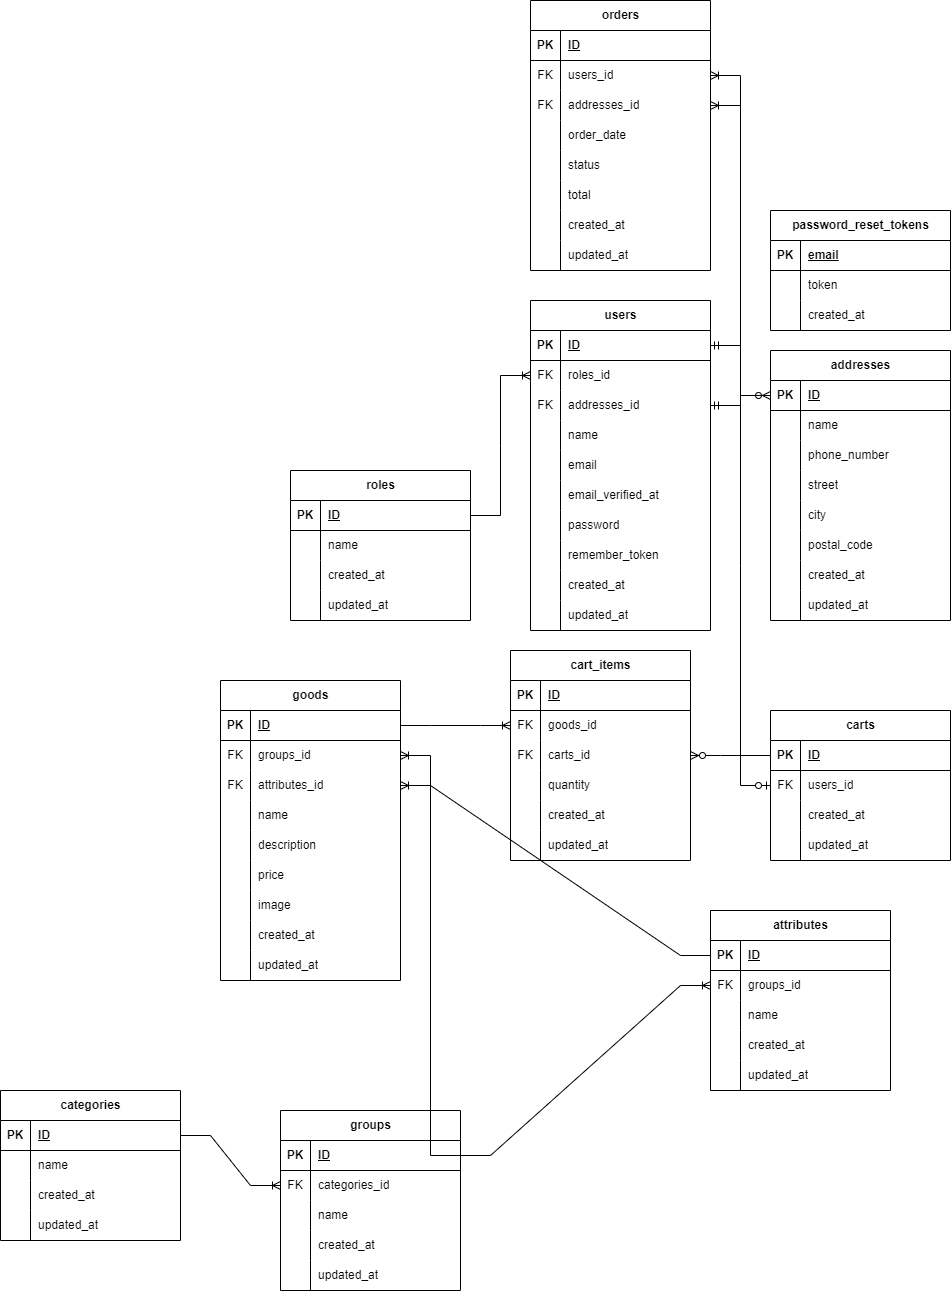 orders
PK ID
FK users_id
FK addresses_id
order_date
status
total
created_at
updated_at
password_reset_tokens
PK email
token
created_at
users
PK ID
FK roles_id
FK addresses_id
name
email
email_verified_at
password
remember_token
created_at
updated_at
addresses
PK ID
name
phone_number
street
city
postal_code
created_at
updated_at
roles
PK ID
name
created_at
updated_at
cart_items
PK ID
FK goods_id
FK carts_id
quantity
created_at
updated_at
goods
PK ID
FK groups_id
FK attributes_id
name
description
price
image
created_at
updated_at
carts
PK ID
FK users_id
created_at
updated_at
attributes
PK ID
FK groups_id
name
created_at
updated_at
categories
PK ID
name
created_at
updated_at
groups
PK ID
FK categories_id
name
created_at
updated_at